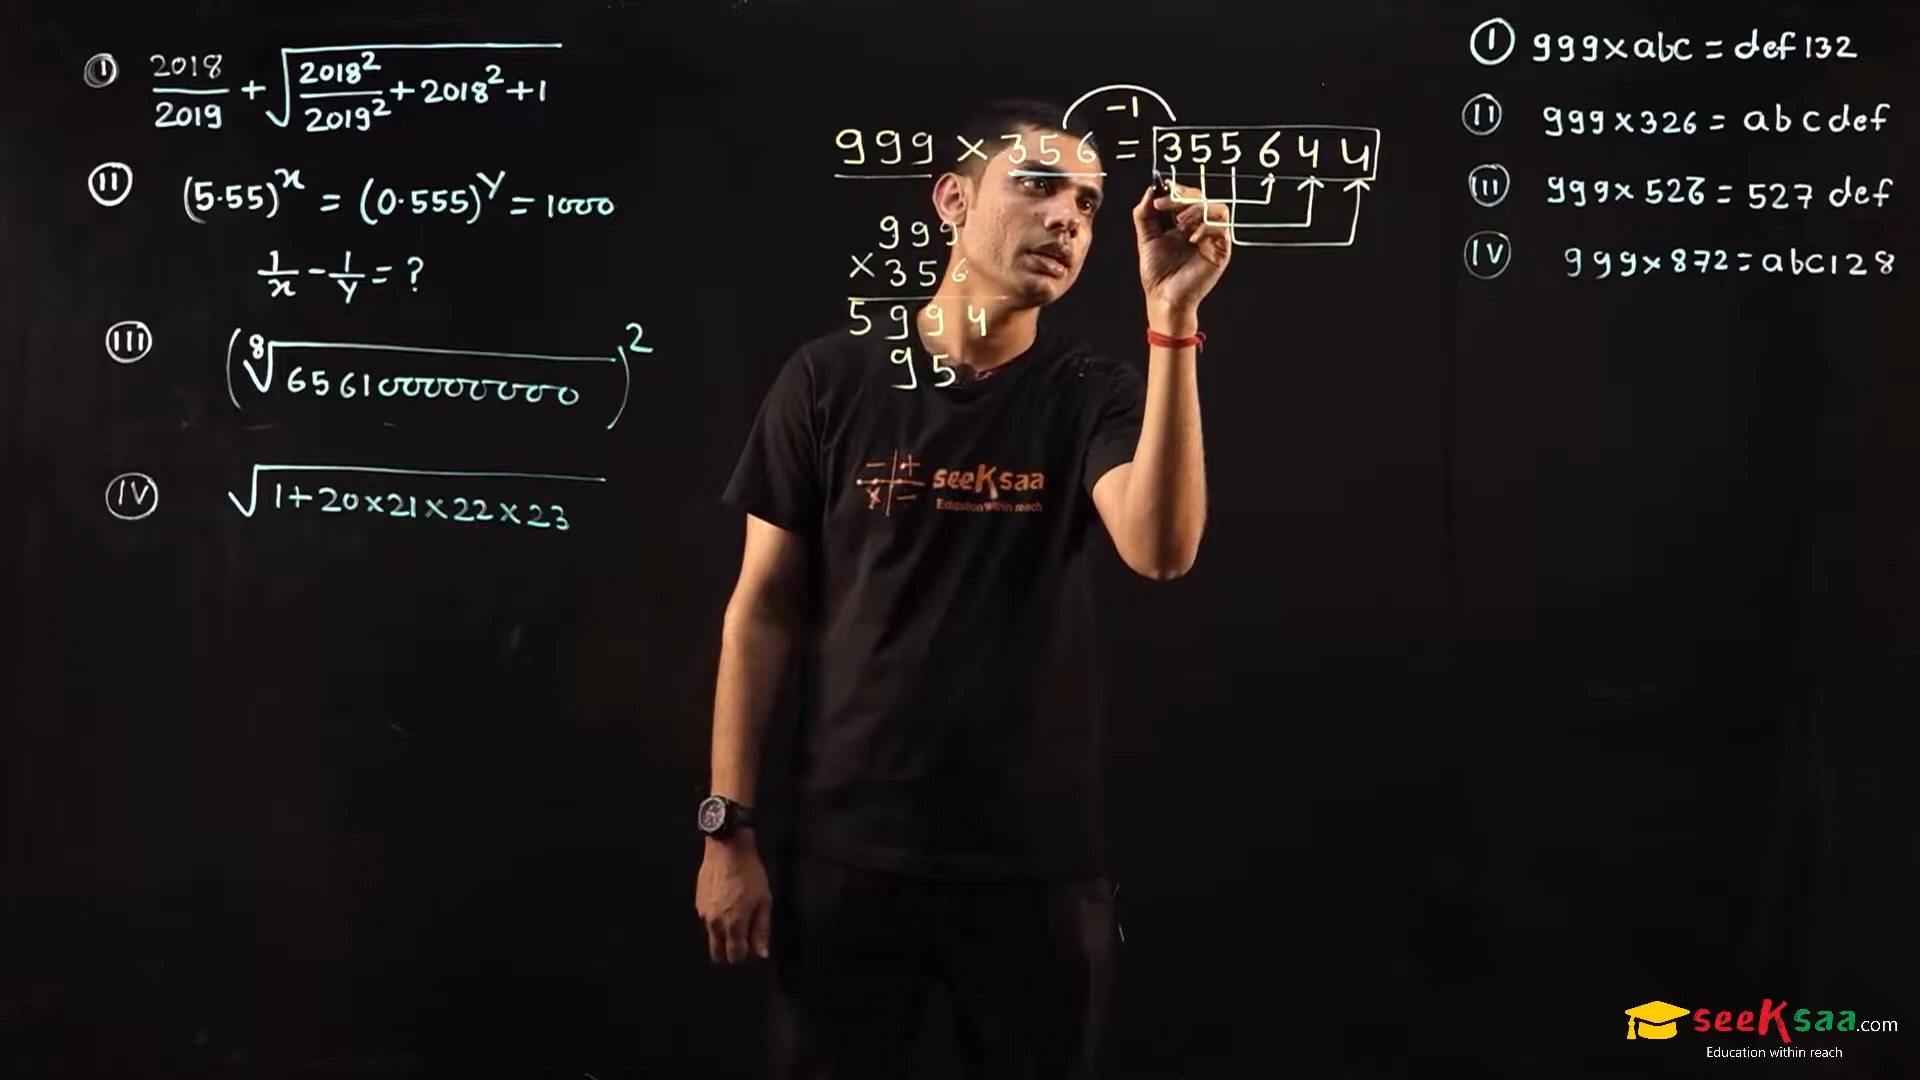 I 2018/2019 + √(2018²/2019² + 2018² + 1)
II (5.55)^x = (0.555)^y = 1000
1/x - 1/y = ?
III (⁸√656100000000)²
IV √(1+20×21×22×23)
-1
999 × 356 = 355644
999
×356
5994
95
I 999×abc = def132
II 999×326 = abcdef
III 999×526 = 527def
IV 999×872=abc128
seeKsaa
Education within reach
seeKsaa.com
Education within reach